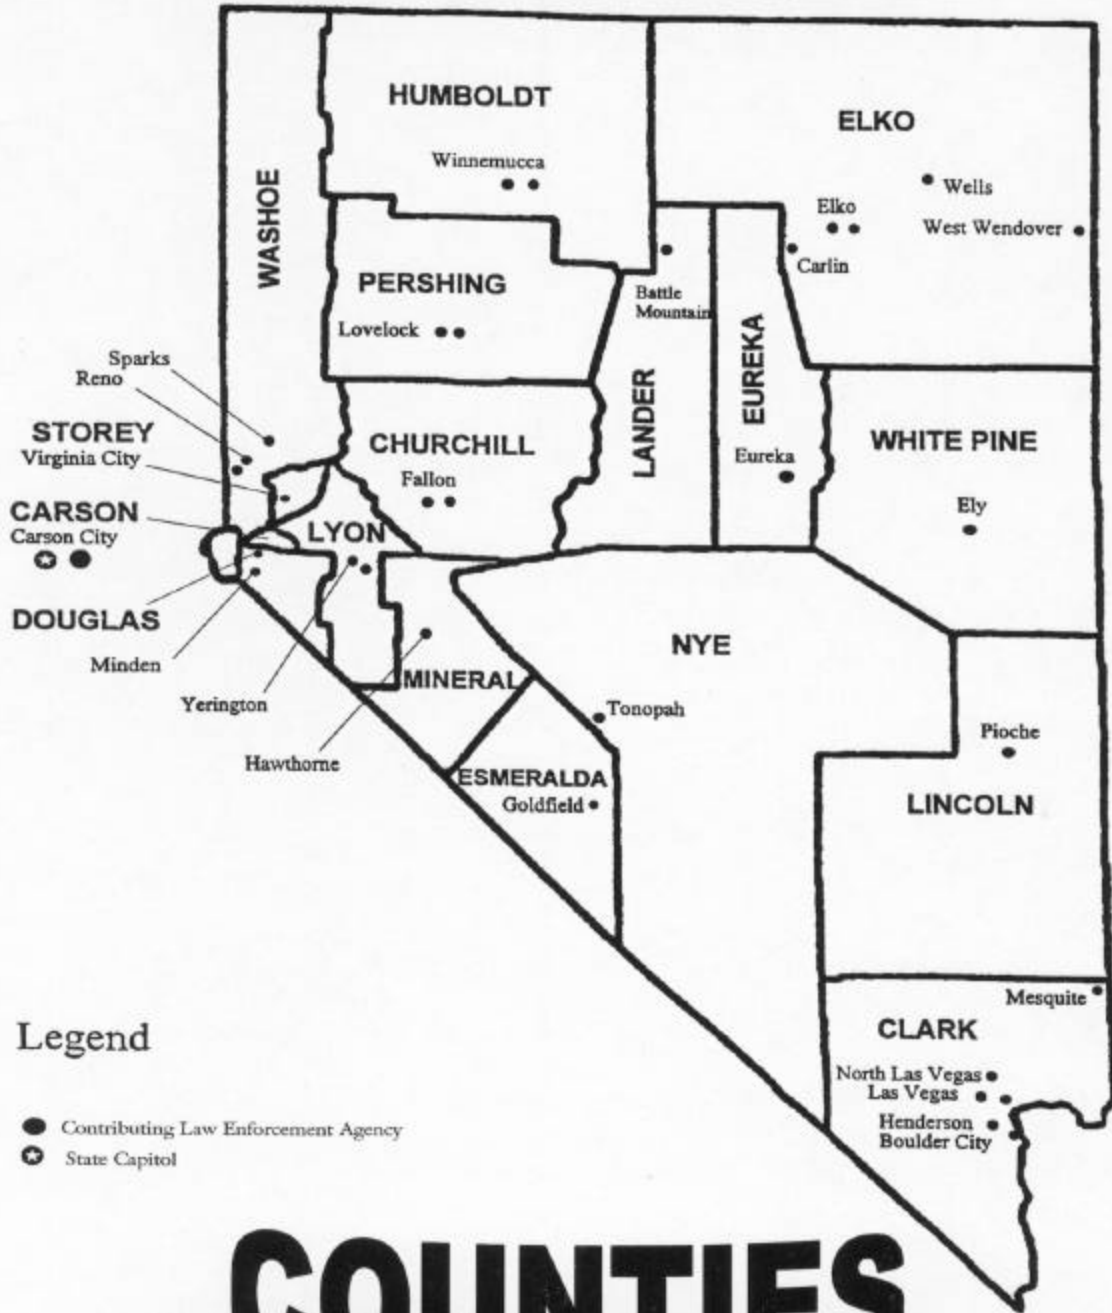 HUMBOLDT
ELKO
Winnemucca
Wells
WASHOE
Elko
West Wendover
Carlin
PERSHING
Battle
Mountain
Lovelock
EUREKA
Sparks
Reno
LANDER
STOREY
Virginia City
CHURCHILL
WHITE PINE
Eureka
Fallon
Ely
CARSON
Carson City
LYON
DOUGLAS
NYE
Minden
MINERAL
Yerington
Tonopah
Pioche
Hawthorne
ESMERALDA
Goldfield
LINCOLN
Mesquite
CLARK
Legend
North Las Vegas
Las Vegas
Henderson
Boulder City
Contributing Law Enforcement Agency
State Capitol
COUNTIES